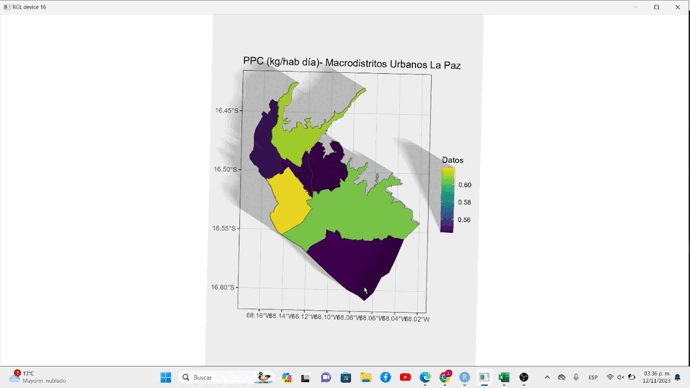 RGL device 16
PPC (kg/hab día)- Macrodistritos Urbanos La Paz
16.45°S
16.50°S
16.55°S
16.60°S
68.16°W 68.14°W 68.12°W 68.10°W 68.08°W 68.06°W 68.04°W 68.02°W
Datos
0.60
0.58
0.56
13°C
Mayorm. nublado
Buscar
ESP
03:36 p. m.
12/11/2023